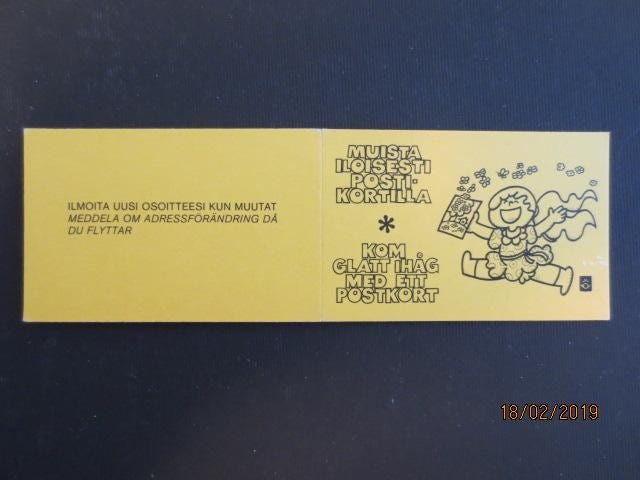 ILMOITA UUSI OSOITTEESI KUN MUUTAT
MEDDELA OM ADRESSFÖRÄNDRING DÅ
DU FLYTTAR
MUISTA
ILOISESTI
POSTI-
KORTILLA
*
KOM
GLATT IHÅG
MED ETT
POSTKORT
18/02/2019